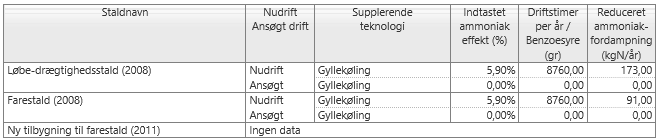 Staldnavn Nudrift Supplerende Indtastet Driftstimer Reduceret
Ansøgt drift teknologi ammoniak per år / ammoniak-
effekt (%) Benzoesyre fordampning
(gr) (kgN/år)
Løbe-drægtighedsstald (2008) Nudrift Gyllekøling 5,90% 8760,00 173,00
Ansøgt Gyllekøling 0,00% 0,00 0,00
Farestald (2008) Nudrift Gyllekøling 5,90% 8760,00 91,00
Ansøgt Gyllekøling 0,00% 0,00 0,00
Ny tilbygning til farestald (2011) Ingen data